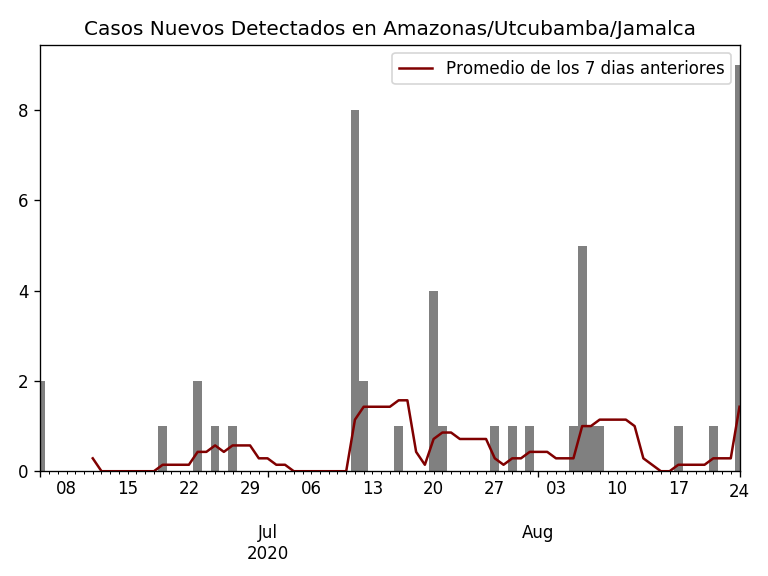 Casos Nuevos Detectados en Amazonas/Utcubamba/Jamalca
Promedio de los 7 dias anteriores
8
6
4
2
0
08 15 22 29 06 13 20 27 03 10 17 24
Jul Aug
2020